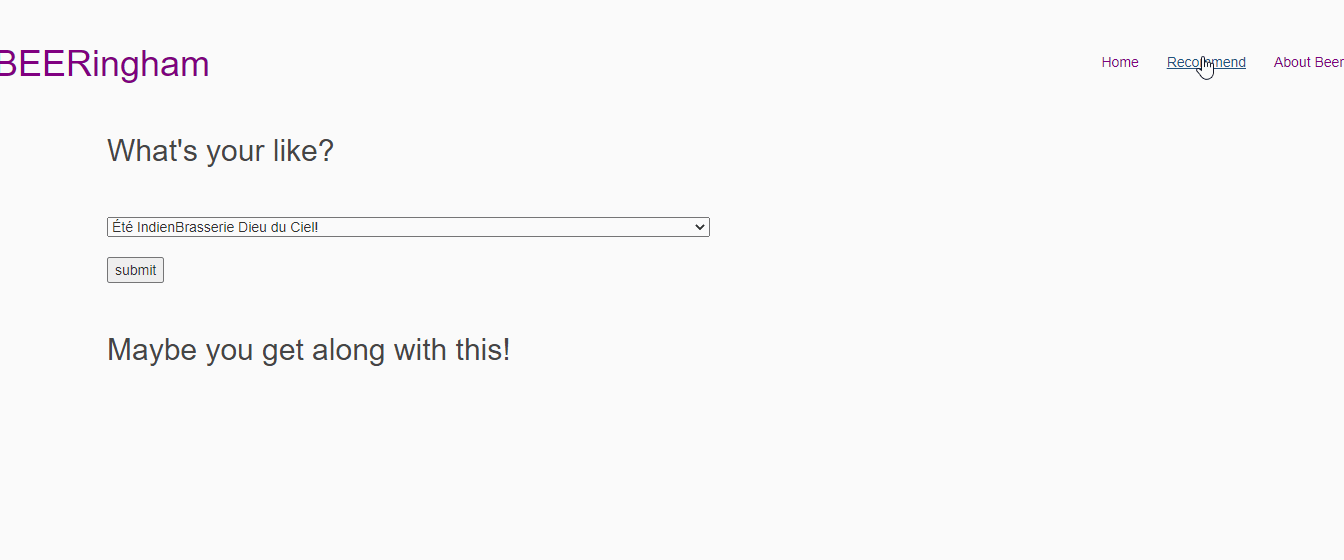 BEERingham
Home Recommend About Beer
What's your like?
Été IndienBrasserie Dieu du Ciel!
submit
Maybe you get along with this!